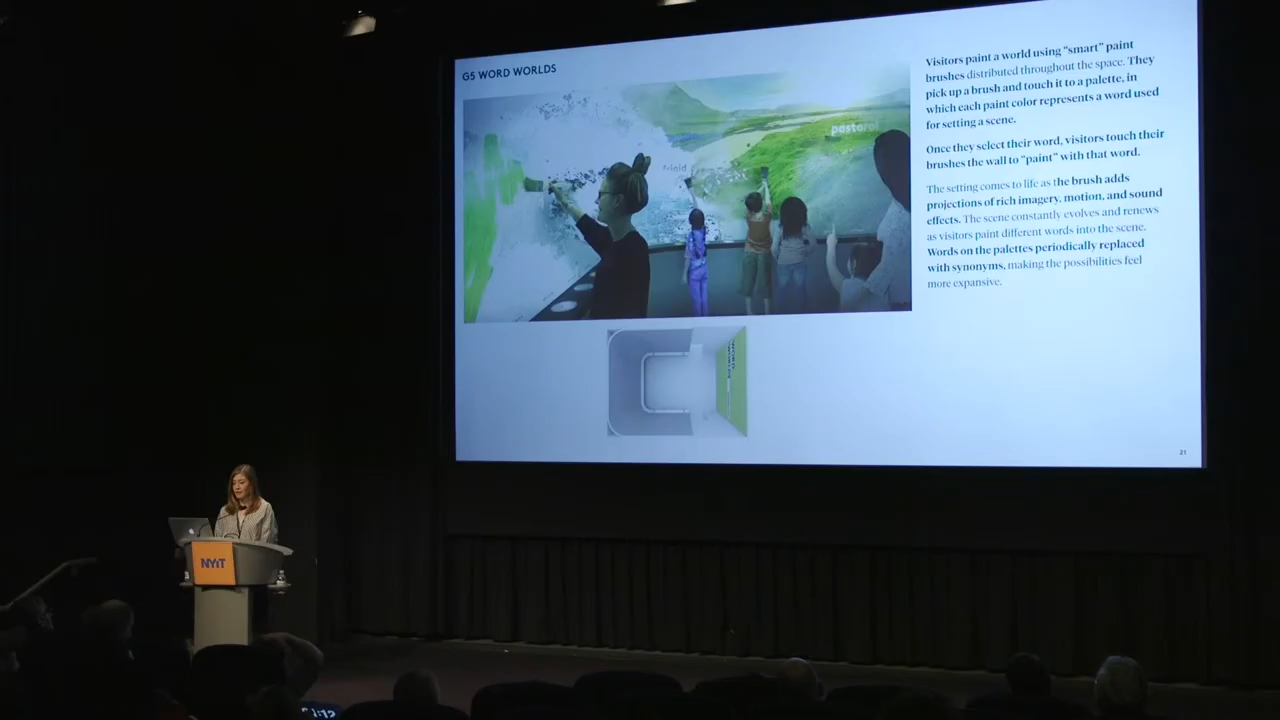 G5 WORD WORLDS
pastoral
frigid
Visitors paint a world using “smart” paint
brushes distributed throughout the space. They
pick up a brush and touch it to a palette, in
which each paint color represents a word used
for setting a scene.
Once they select their word, visitors touch their
brushes the wall to “paint” with that word.
The setting comes to life as the brush adds
projections of rich imagery, motion, and sound
effects. The scene constantly evolves and renews
as visitors paint different words into the scene.
Words on the palettes periodically replaced
with synonyms, making the possibilities feel
more expansive.
WORD
WORLDS
21
NYIT